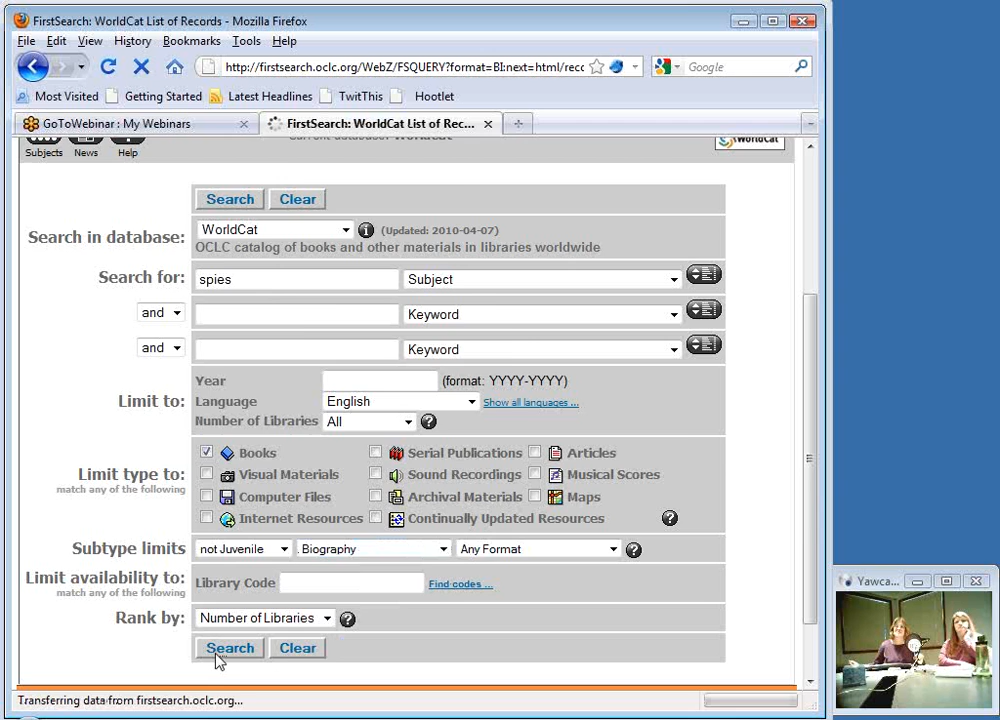 FirstSearch: WorldCat List of Records - Mozilla Firefox
File Edit View History Bookmarks Tools Help
http://firstsearch.oclc.org/WebZ/FSQUERY?format=BI:next=html/recc
Google
Most Visited Getting Started Latest Headlines TwitThis Hootlet
GoToWebinar : My Webinars
FirstSearch: WorldCat List of Rec...
Subjects News Help
WorldCat
Search Clear
Search in database: WorldCat (Updated: 2010-04-07)
OCLC catalog of books and other materials in libraries worldwide
Search for: spies Subject
and Keyword
and Keyword
Year (format: YYYY-YYYY)
Limit to: Language English Show all languages ...
Number of Libraries All
Books Serial Publications Articles
Limit type to: Visual Materials Sound Recordings Musical Scores
match any of the following
Computer Files Archival Materials Maps
Internet Resources Continually Updated Resources
Subtype limits not Juvenile . Biography Any Format
Limit availability to: Library Code Find codes ...
match any of the following
Rank by: Number of Libraries
Search Clear
Transferring data from firstsearch.oclc.org...
Yawca...